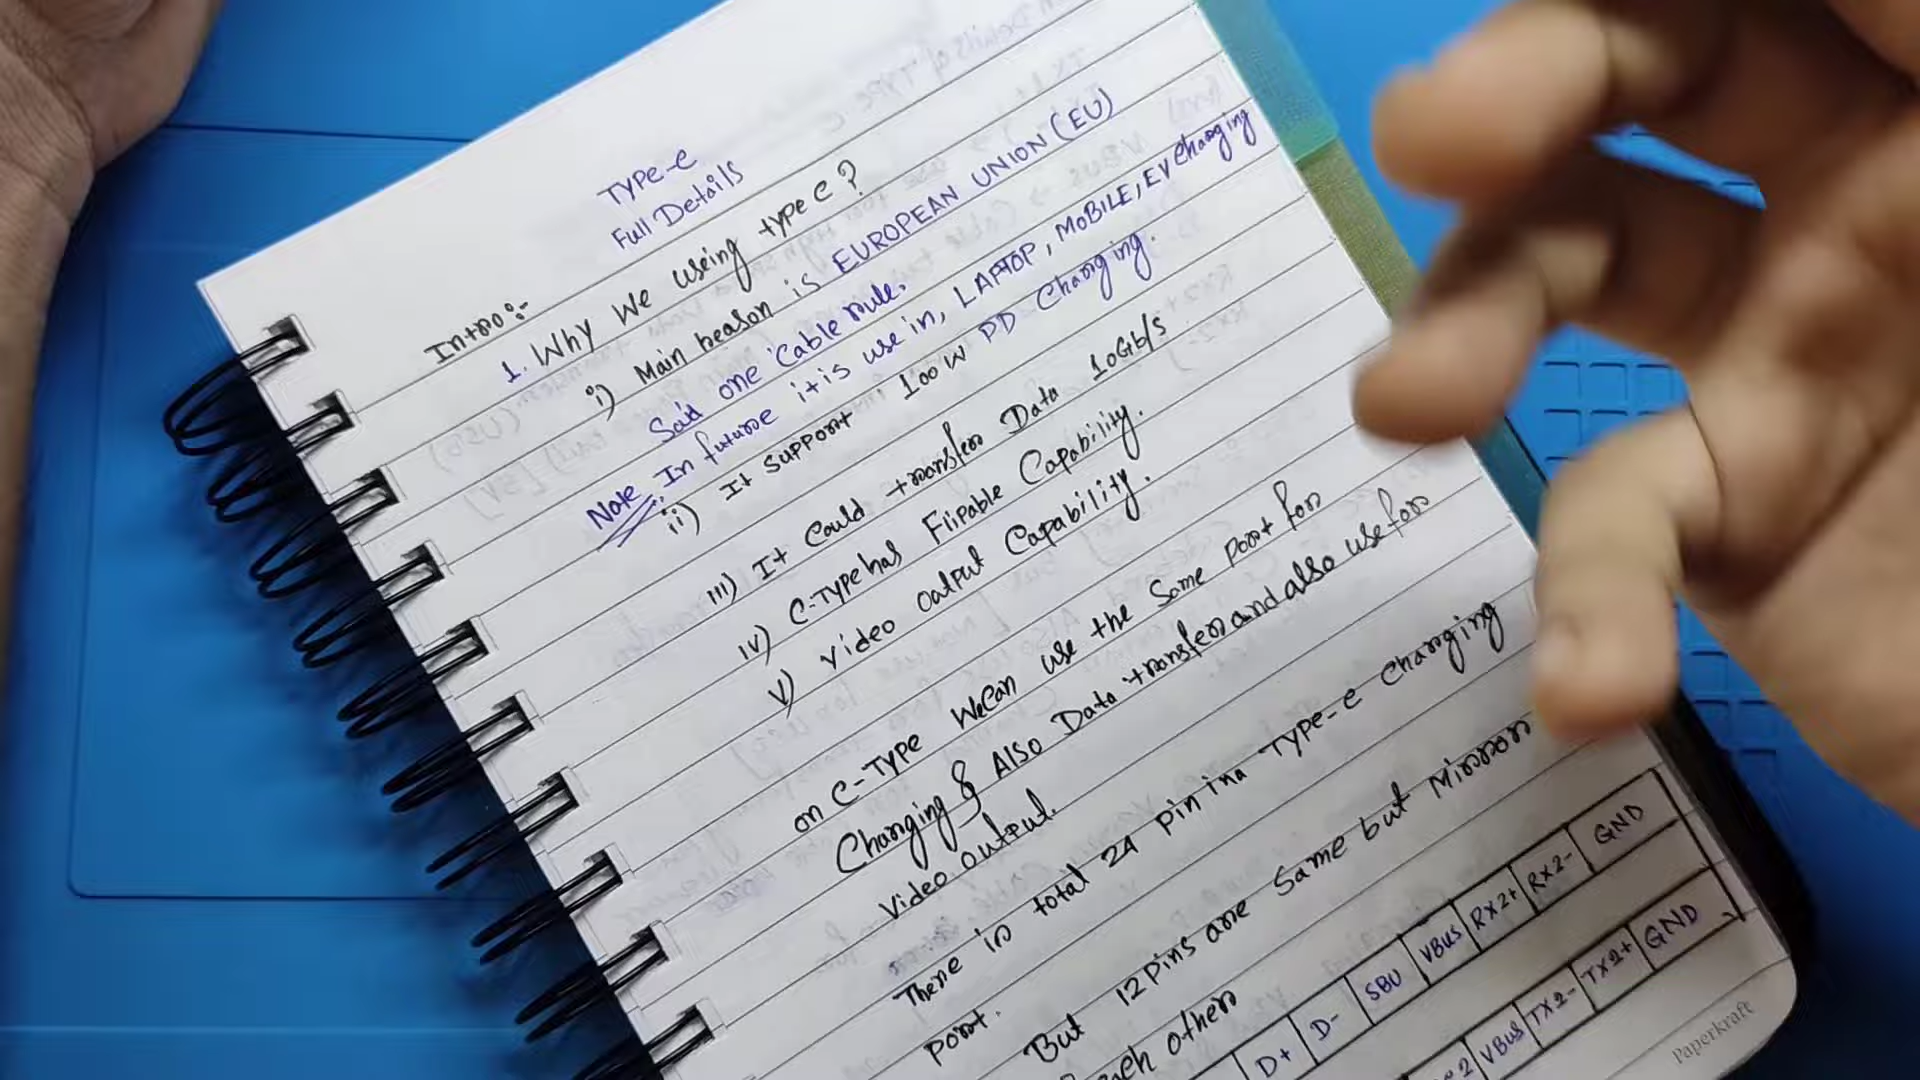 TYPE-C
Full Details
Intro:-
1. Why We useing type C?
i) Main beason is EUROPEAN UNION (EU)
Said one Cable rule.
Note In future it is use in, LAPTOP, MOBILE, EV Charging
ii) It Support 100W PD Charging.
III) It Could transfer Data 10Gb/s
IV) C-Type has Flipable Capability.
V) Video output Capability.
on C-Type We Can use the Same Port for
Charging & Also Data transfer and also use for
Video output.
There in total 24 Pin in a Type-C Charging
Port.
But 12 Pins are Same but Mirror
other
D+ D- SBU VBUS RX2+ RX2- GND
VBUS TX2- TX2+ GND
Paperkraft